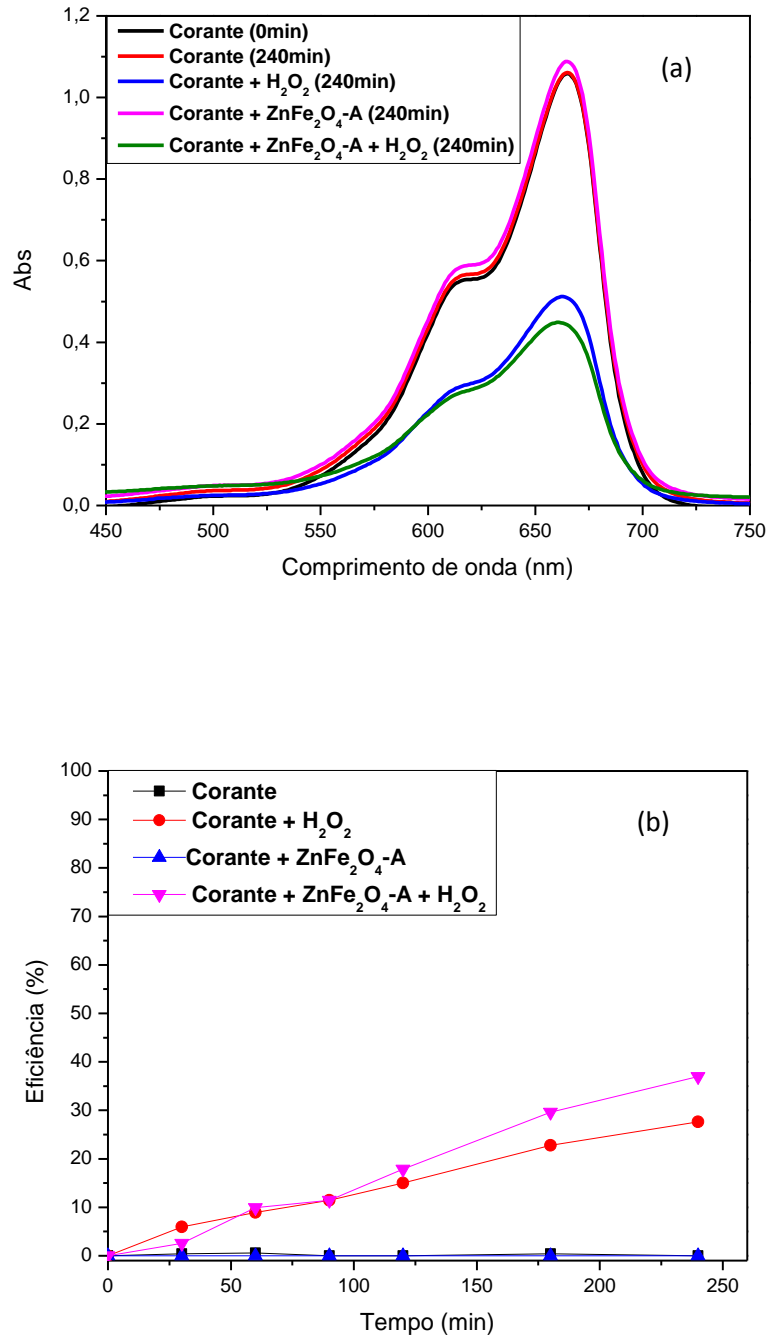 1,2
Corante (0min)
Corante (240min)
Corante + H₂O₂ (240min)
Corante + ZnFe₂O₄-A (240min)
Corante + ZnFe₂O₄-A + H₂O₂ (240min)
(a)
1,0
0,8
0,6
0,4
0,2
0,0
Abs
450 500 550 600 650 700 750
Comprimento de onda (nm)
100
Corante
Corante + H₂O₂
Corante + ZnFe₂O₄-A
Corante + ZnFe₂O₄-A + H₂O₂
(b)
90
80
70
60
50
40
30
20
10
0
Eficiência (%)
0 50 100 150 200 250
Tempo (min)